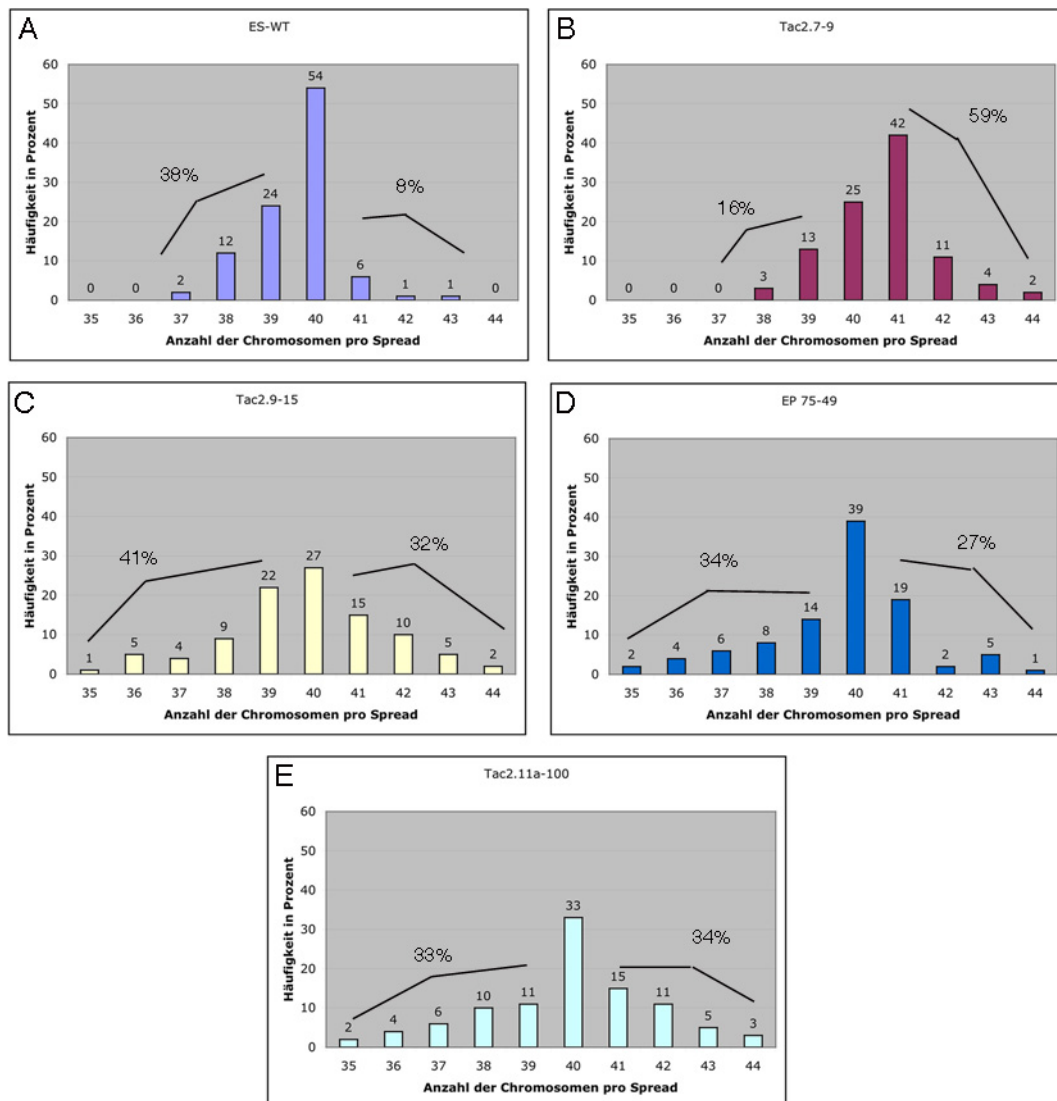 A
ES-WT
Häufigkeit in Prozent
60
50
40
30
20
10
0
38%
8%
0 0 2 12 24 54 6 1 1 0
35 36 37 38 39 40 41 42 43 44
Anzahl der Chromosomen pro Spread
B
Tac2.7-9
Häufigkeit in Prozent
60
50
40
30
20
10
0
16%
59%
0 0 0 3 13 25 42 11 4 2
35 36 37 38 39 40 41 42 43 44
Anzahl der Chromosomen pro Spread
C
Tac2.9-15
Häufigkeit in Prozent
60
50
40
30
20
10
0
41%
32%
1 5 4 9 22 27 15 10 5 2
35 36 37 38 39 40 41 42 43 44
Anzahl der Chromosomen pro Spread
D
EP 75-49
Häufigkeit in Prozent
60
50
40
30
20
10
0
34%
27%
2 4 6 8 14 39 19 2 5 1
35 36 37 38 39 40 41 42 43 44
Anzahl der Chromosomen pro Spread
E
Tac2.11a-100
Häufigkeit in Prozent
60
50
40
30
20
10
0
33%
34%
2 4 6 10 11 33 15 11 5 3
35 36 37 38 39 40 41 42 43 44
Anzahl der Chromosomen pro Spread